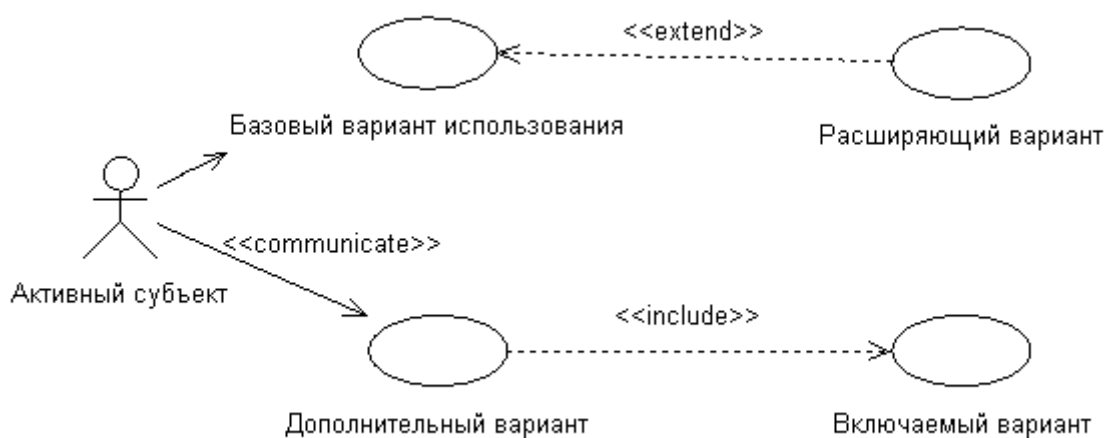 <<extend>>
Базовый вариант использования
Расширяющий вариант
<<communicate>>
Активный субъект
<<include>>
Дополнительный вариант
Включаемый вариант